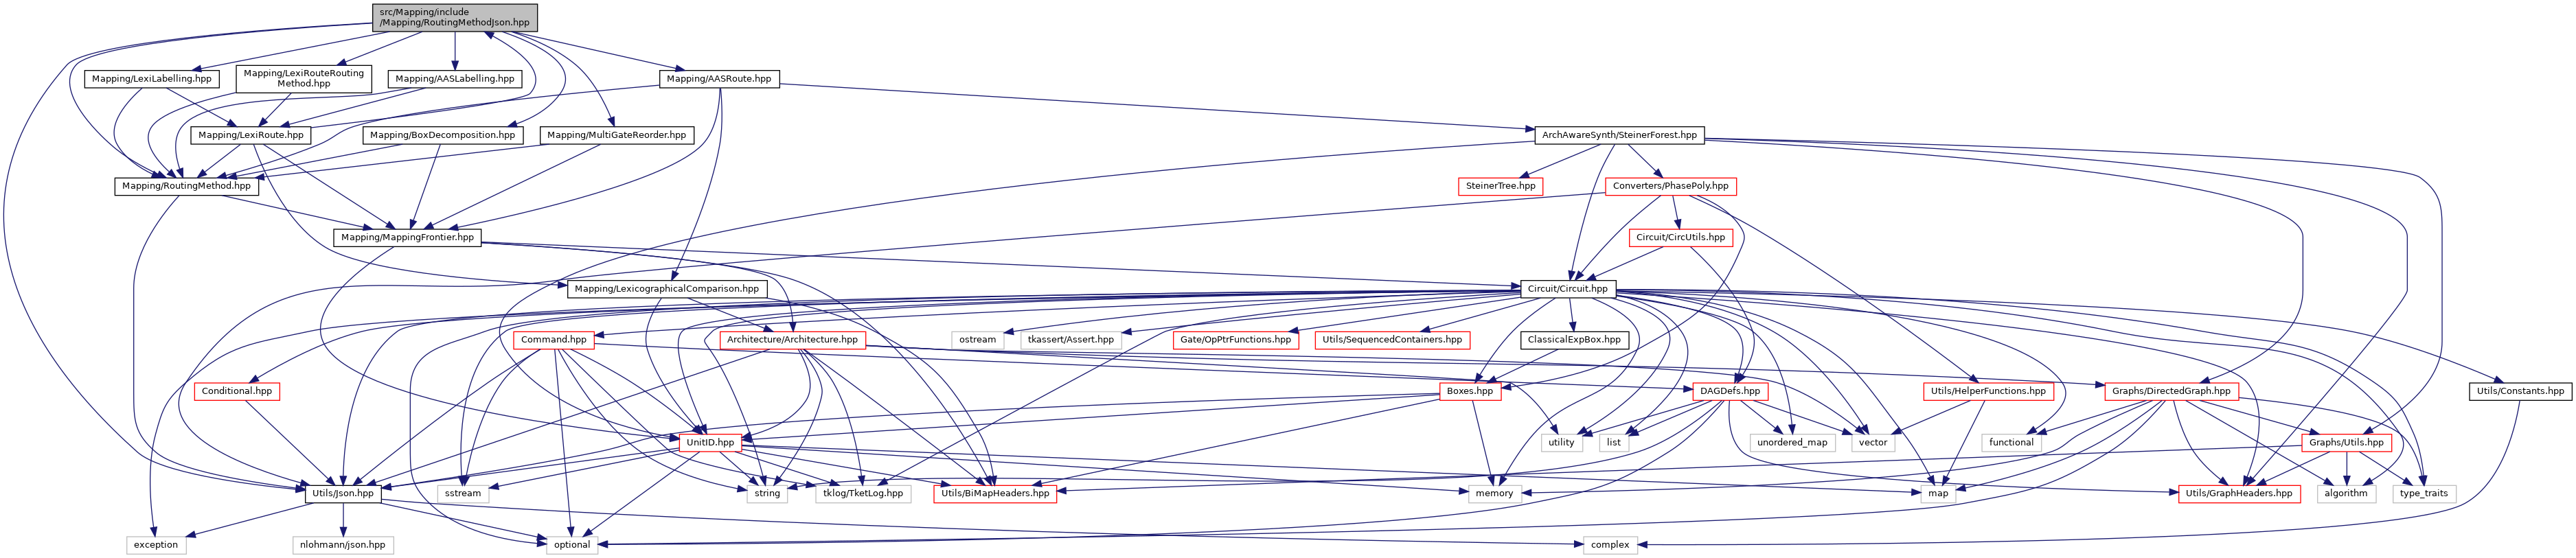 src/Mapping/include
/Mapping/RoutingMethodJson.hpp
Mapping/LexiLabelling.hpp
Mapping/LexiRouteRouting
Method.hpp
Mapping/AASLabelling.hpp
Mapping/AASRoute.hpp
Mapping/LexiRoute.hpp
Mapping/BoxDecomposition.hpp
Mapping/MultiGateReorder.hpp
ArchAwareSynth/SteinerForest.hpp
Mapping/RoutingMethod.hpp
SteinerTree.hpp
Converters/PhasePoly.hpp
Mapping/MappingFrontier.hpp
Circuit/CircUtils.hpp
Mapping/LexicographicalComparison.hpp
Circuit/Circuit.hpp
Command.hpp
Architecture/Architecture.hpp
ostream
tkassert/Assert.hpp
Gate/OpPtrFunctions.hpp
Utils/SequencedContainers.hpp
ClassicalExpBox.hpp
Conditional.hpp
Boxes.hpp
DAGDefs.hpp
Utils/HelperFunctions.hpp
Graphs/DirectedGraph.hpp
Utils/Constants.hpp
UnitID.hpp
utility
list
unordered_map
vector
functional
Graphs/Utils.hpp
Utils/Json.hpp
sstream
string
tklog/TketLog.hpp
Utils/BiMapHeaders.hpp
memory
map
Utils/GraphHeaders.hpp
algorithm
type_traits
exception
nlohmann/json.hpp
optional
complex